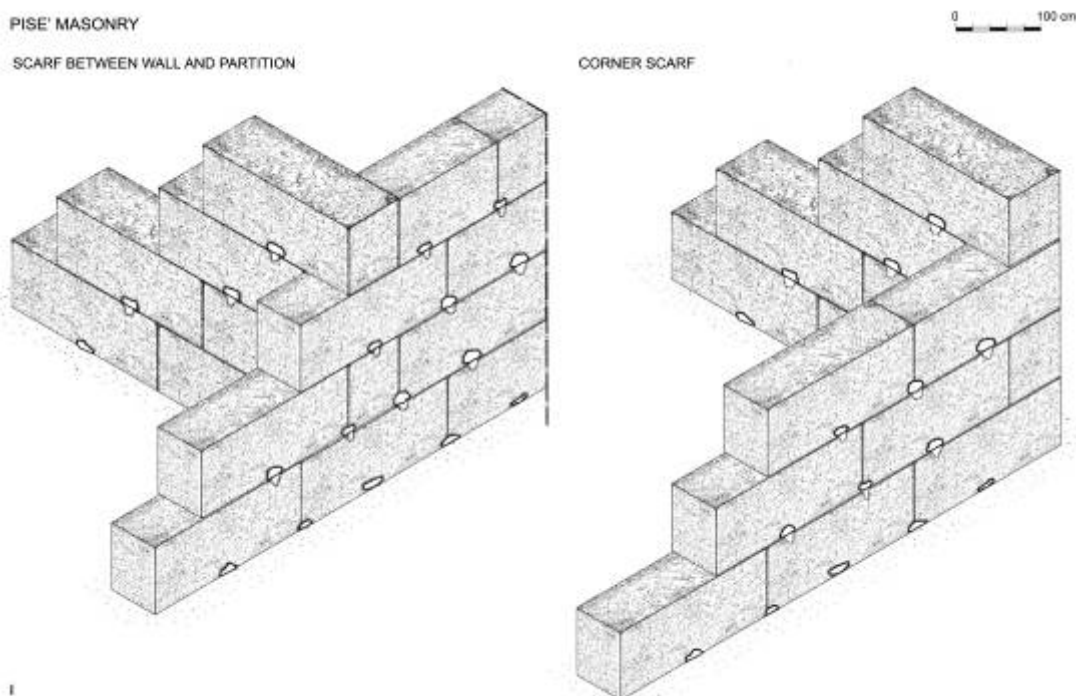 PISE' MASONRY
0 100 cm
SCARF BETWEEN WALL AND PARTITION
CORNER SCARF